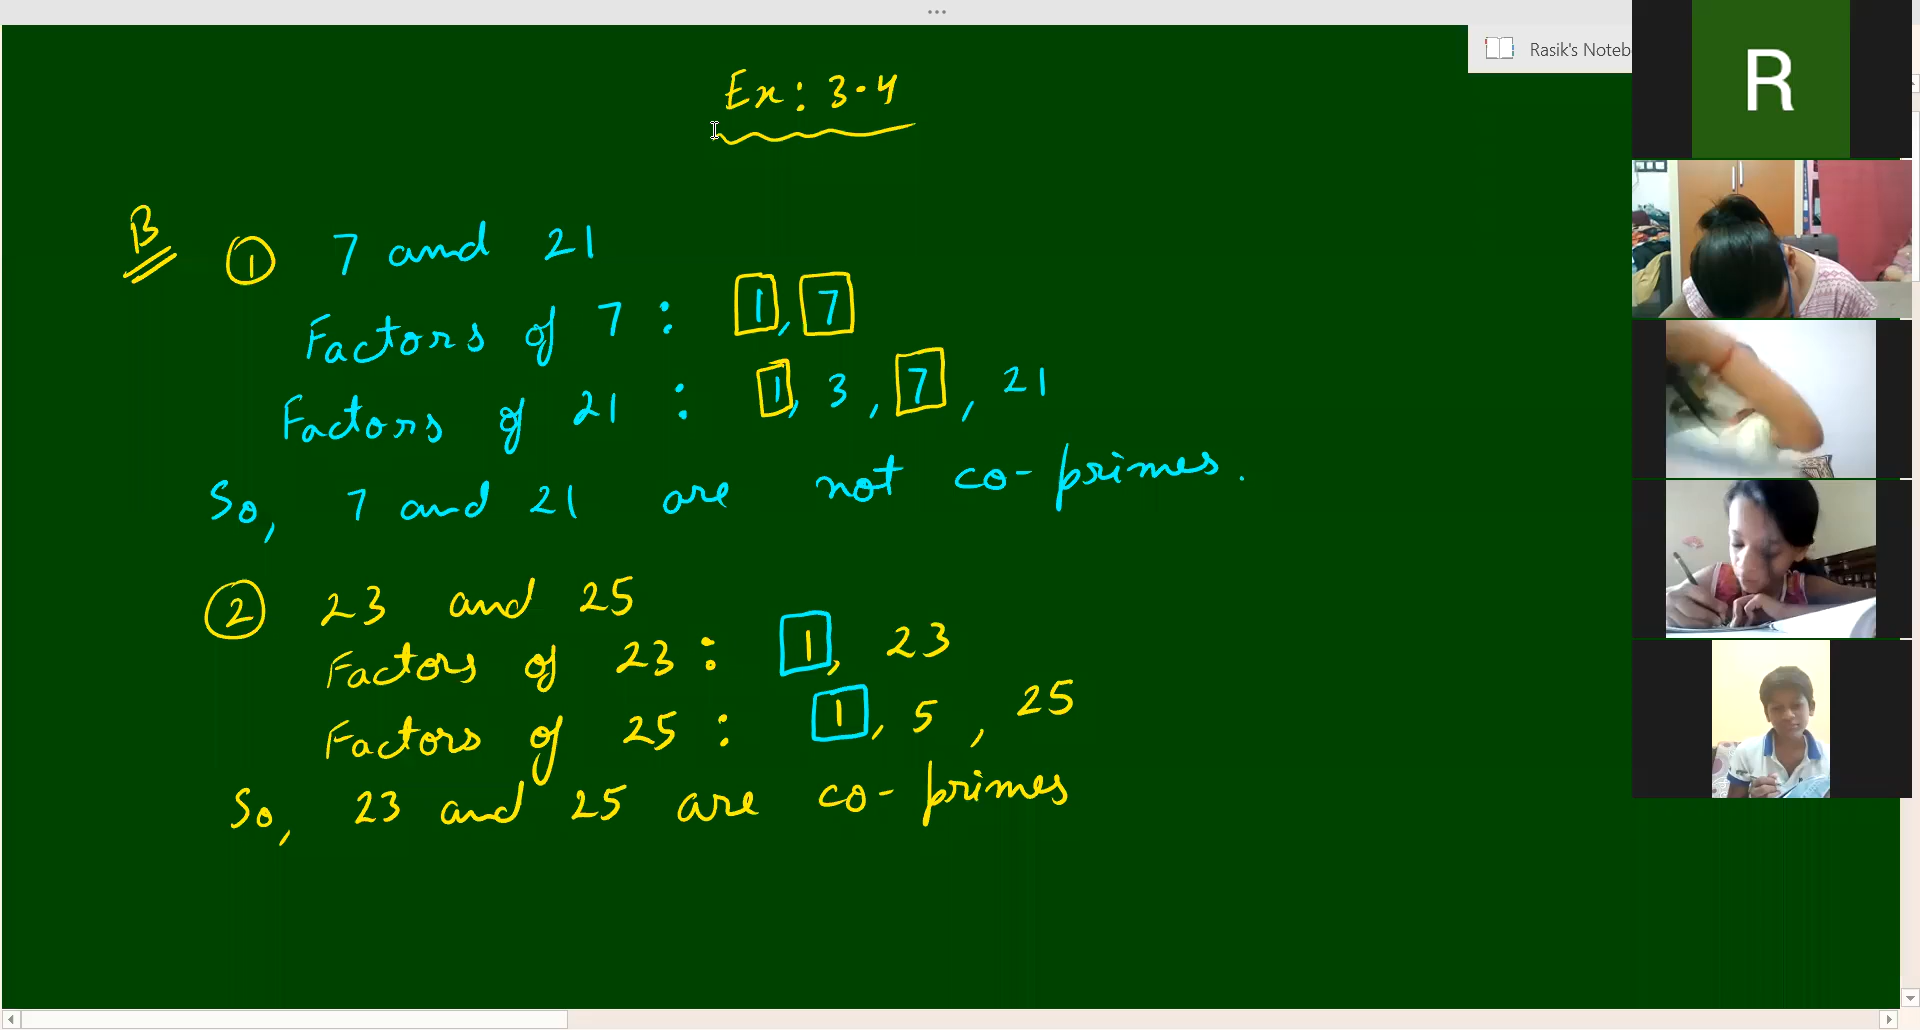 Rasik's Noteb
R
Ex: 3.4
B
1 7 and 21
Factors of 7 : 1, 7
Factors of 21 : 1, 3, 7, 21
So, 7 and 21 are not co-primes.
2 23 and 25
Factors of 23 : 1, 23
Factors of 25 : 1, 5, 25
So, 23 and 25 are co-primes